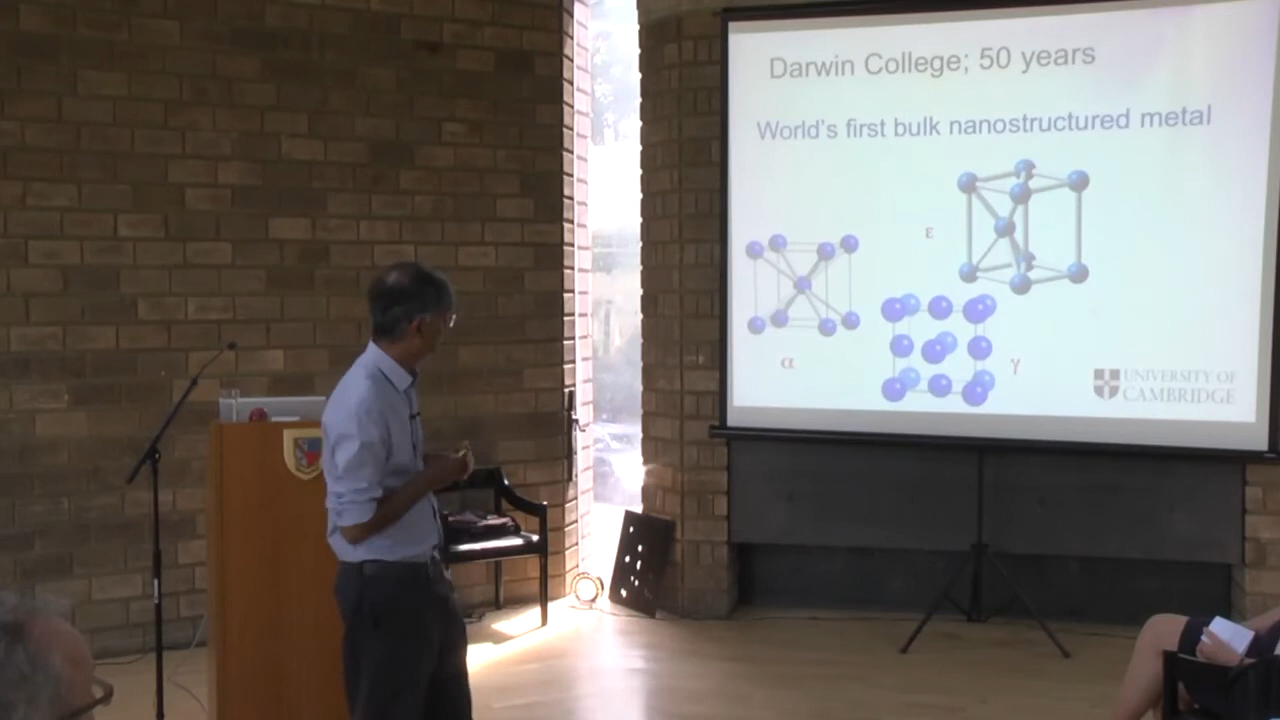 Darwin College; 50 years
World's first bulk nanostructured metal
ε
α
γ
UNIVERSITY OF
CAMBRIDGE